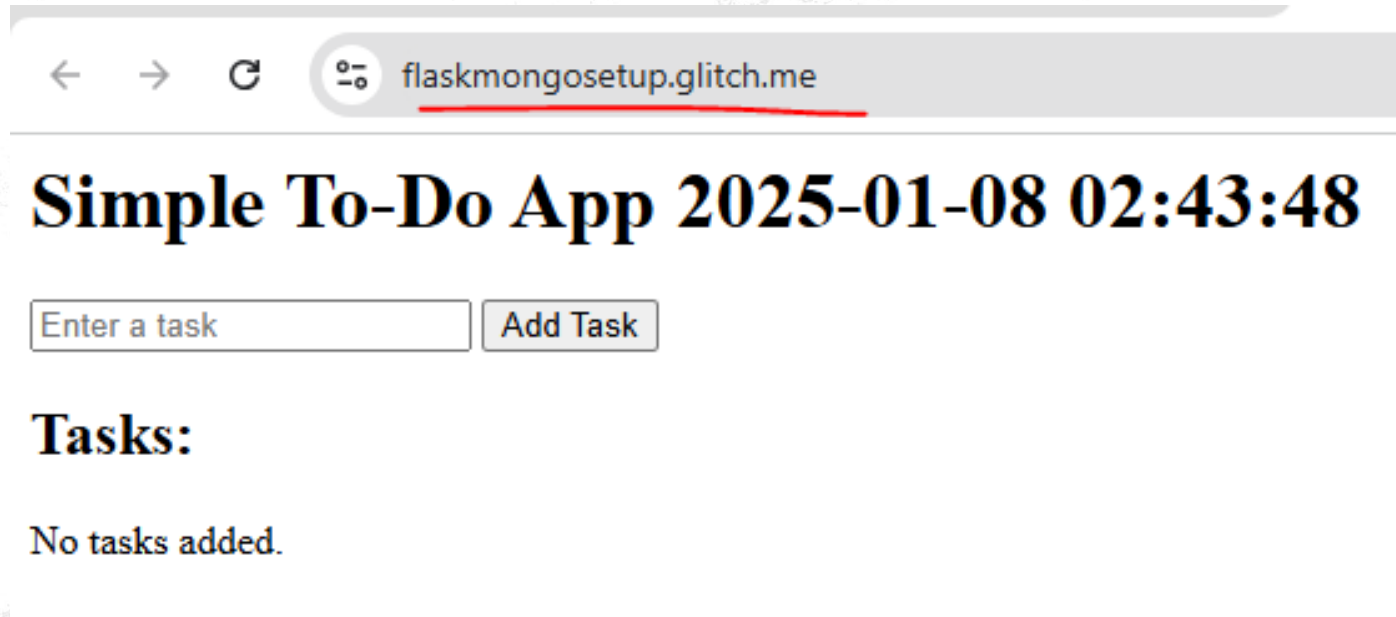 flaskmongosetup.glitch.me
Simple To-Do App 2025-01-08 02:43:48
Enter a task Add Task
Tasks:
No tasks added.